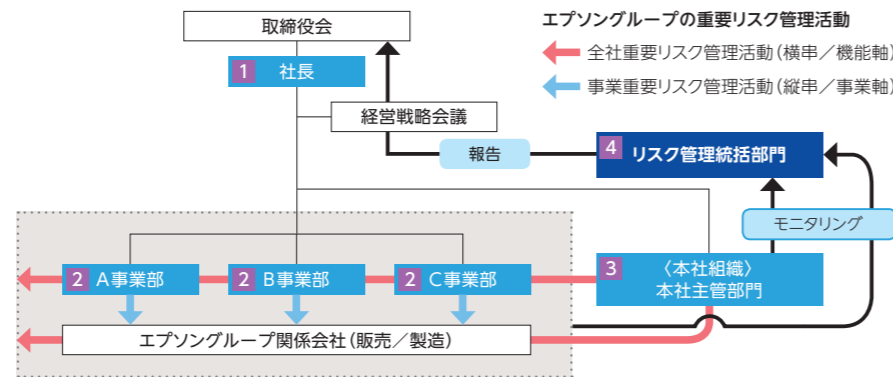 取締役会
エプソングループの重要リスク管理活動
1 社長
全社重要リスク管理活動(横串/機能軸)
事業重要リスク管理活動(縦串/事業軸)
経営戦略会議
報告
4 リスク管理統括部門
モニタリング
2 A事業部
2 B事業部
2 C事業部
3 〈本社組織〉
本社主管部門
エプソングループ関係会社(販売/製造)